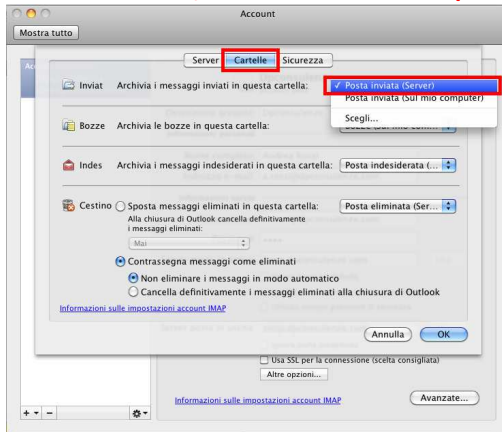 Account
Mostra tutto
Server Cartelle Sicurezza
Inviat Archivia i messaggi inviati in questa cartella: ✓ Posta inviata (Server)
Posta inviata (Sul mio computer)
Scegli...
Bozze Archivia le bozze in questa cartella:
Indes Archivia i messaggi indesiderati in questa cartella: Posta indesiderata (...
Cestino Sposta messaggi eliminati in questa cartella: Posta eliminata (Ser...
Alla chiusura di Outlook cancella definitivamente
i messaggi eliminati:
Mai
Contrassegna messaggi come eliminati
Non eliminare i messaggi in modo automatico
Cancella definitivamente i messaggi eliminati alla chiusura di Outlook
Informazioni sulle impostazioni account IMAP
Annulla OK
Usa SSL per la connessione (scelta consigliata)
Altre opzioni...
Informazioni sulle impostazioni account IMAP Avanzate...